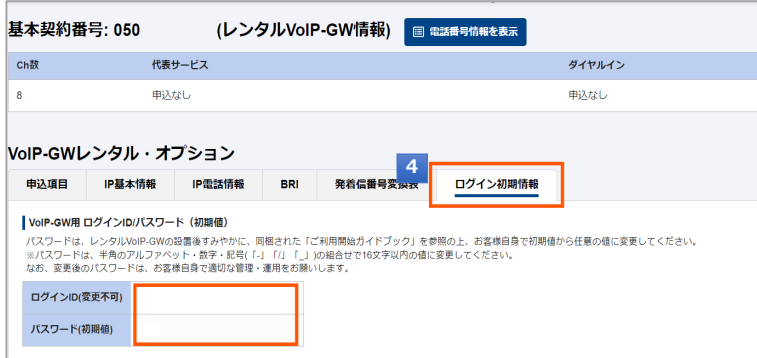 基本契約番号: 050 (レンタルVoIP-GW情報) 電話番号情報を表示
Ch数 代表サービス ダイヤルイン
8 申込なし 申込なし
VoIP-GWレンタル・オプション
4
申込項目 IP基本情報 IP電話情報 BRI 発着信番号変換表 ログイン初期情報
VoIP-GW用 ログインID/パスワード（初期値）
パスワードは、レンタルVoIP-GWの設置後すみやかに、同梱された「ご利用開始ガイドブック」を参照の上、お客様自身で初期値から任意の値に変更してください。
※パスワードは、半角のアルファベット・数字・記号(「-」「/」「_」)の組合せで16文字以内の値に変更してください。
なお、変更後のパスワードは、お客様自身で適切な管理・運用をお願いします。
ログインID(変更不可)
パスワード(初期値)